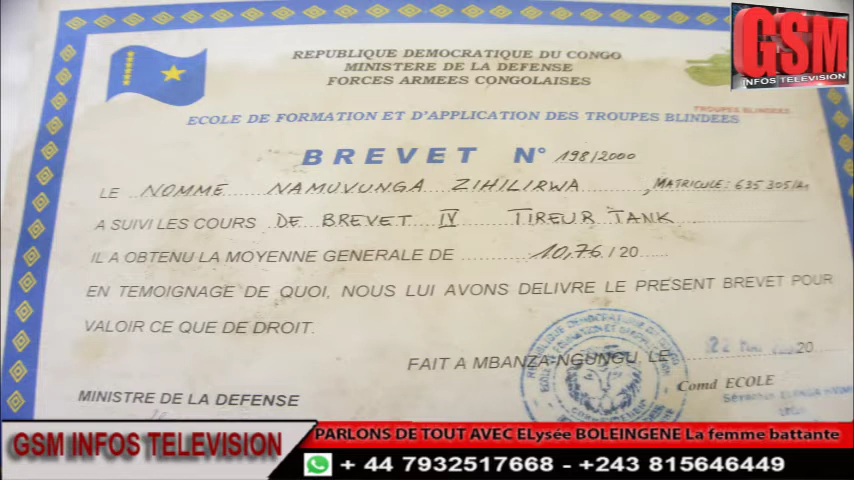 GSM
INFOS TELEVISION
REPUBLIQUE DEMOCRATIQUE DU CONGO
MINISTERE DE LA DEFENSE
FORCES ARMEES CONGOLAISES
TROUPES BLINDEES
ECOLE DE FORMATION ET D'APPLICATION DES TROUPES BLINDEES
BREVET N° 198/2000
LE NOMME NAMUVUNGA ZIHILIRWA, MATRICULE: 635 305/21
A SUIVI LES COURS DE BREVET IV TIREUR TANK
IL A OBTENU LA MOYENNE GENERALE DE 10,76 / 20
EN TEMOIGNAGE DE QUOI, NOUS LUI AVONS DELIVRE LE PRESENT BREVET POUR
VALOIR CE QUE DE DROIT.
FAIT A MBANZA-NGUNGU, LE 22 20
Comd ECOLE
MINISTRE DE LA DEFENSE
GSM INFOS TELEVISION
PARLONS DE TOUT AVEC ELysée BOLEINGENE La femme battante
+ 44 7932517668 - +243 815646449